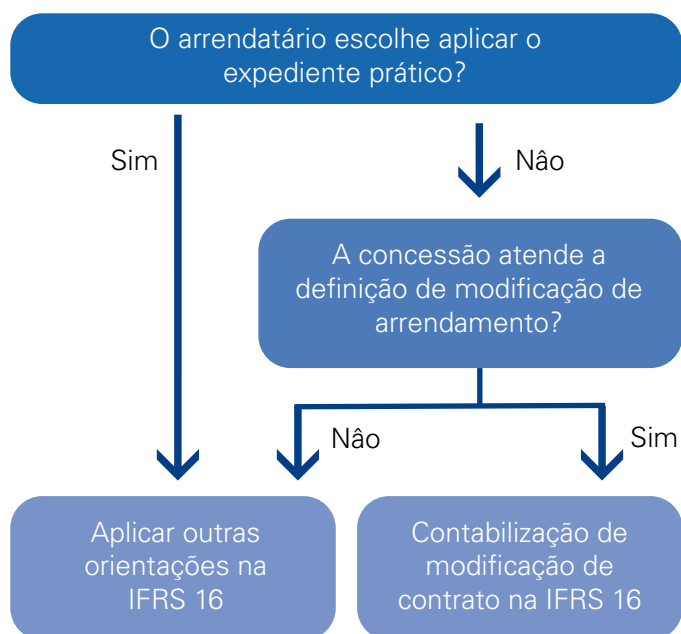 O arrendatário escolhe aplicar o
expediente prático?
Sim
Nâo
A concessão atende a
definição de modificação de
arrendamento?
Nâo
Sim
Aplicar outras
orientações na
IFRS 16
Contabilização de
modificação de
contrato na IFRS 16